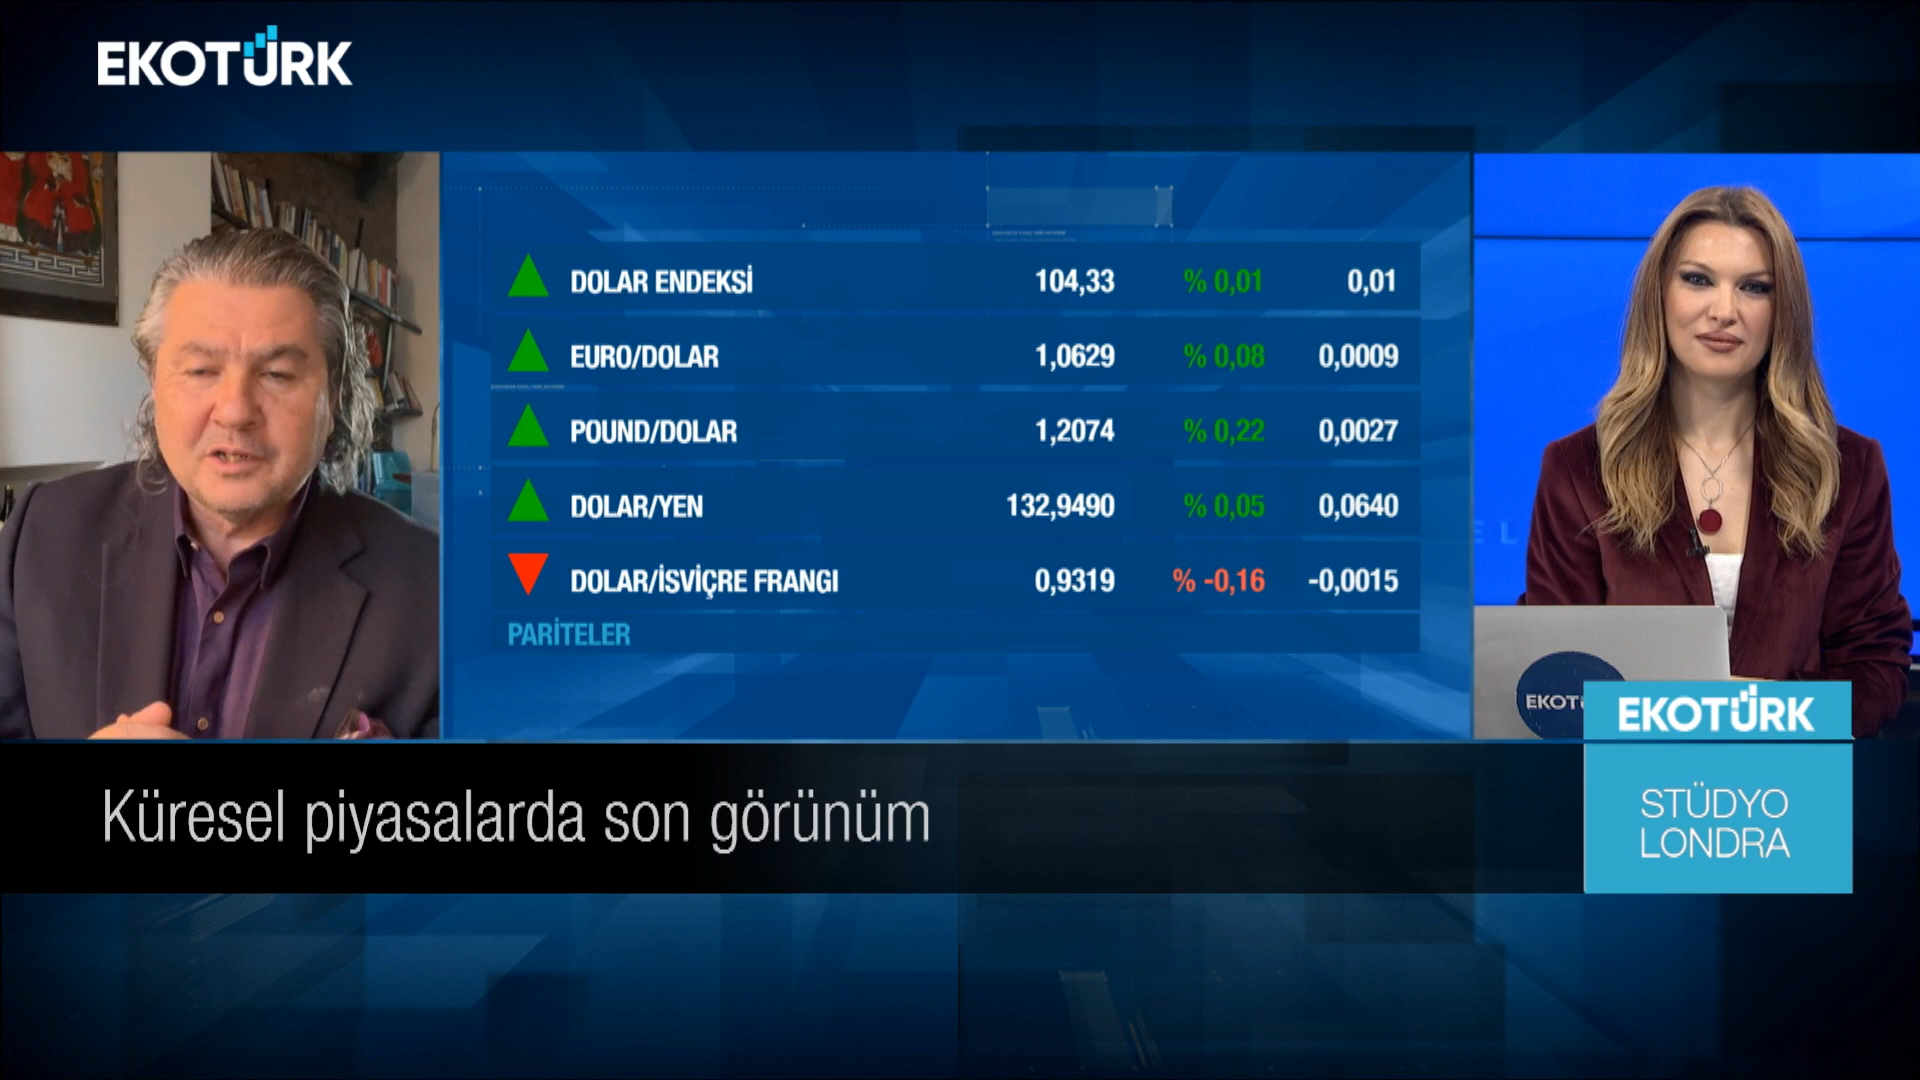 EKOTÜRK
DOLAR ENDEKSİ 104,33 % 0,01 0,01
EURO/DOLAR 1,0629 % 0,08 0,0009
POUND/DOLAR 1,2074 % 0,22 0,0027
DOLAR/YEN 132,9490 % 0,05 0,0640
DOLAR/İSVİÇRE FRANGI 0,9319 % -0,16 -0,0015
PARİTELER
E L
EKOT
EKOTÜRK
Küresel piyasalarda son görünüm
STÜDYO
LONDRA